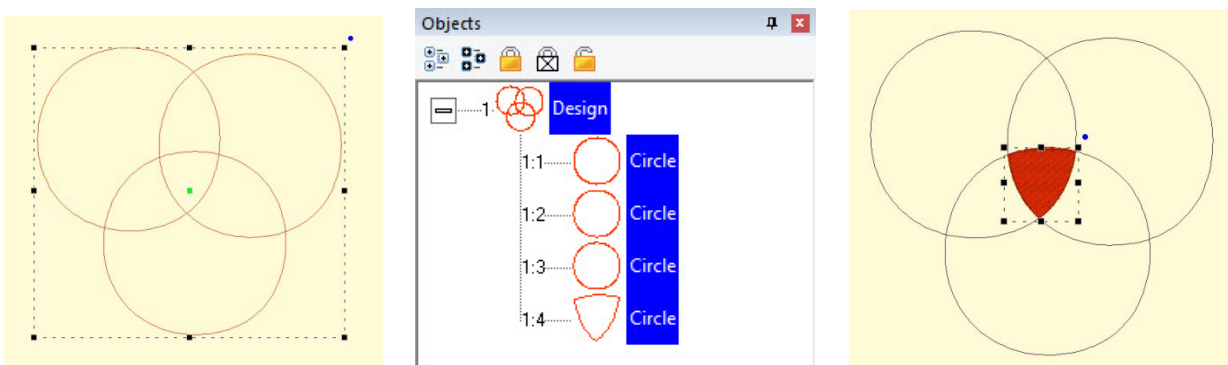 Objects
1 Design
1:1 Circle
1:2 Circle
1:3 Circle
1:4 Circle